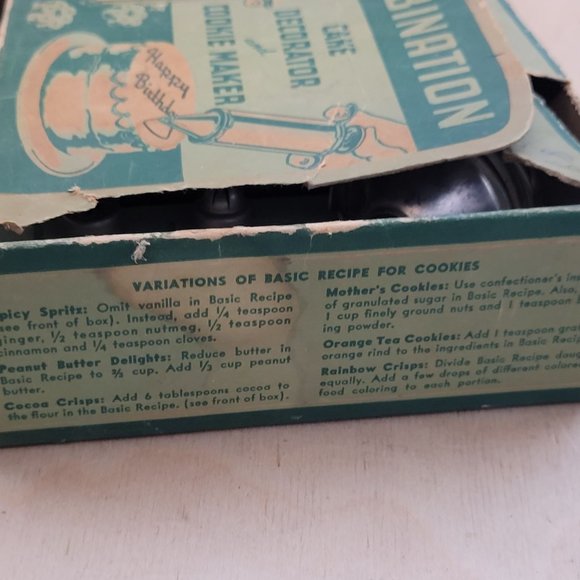 BINATION
CAKE
DECORATOR
and
COOKIE MAKER
Happy
Birthd
VARIATIONS OF BASIC RECIPE FOR COOKIES
picy Spritz: Omit vanilla in Basic Recipe
see front of box). Instead, add 1/4 teaspoon
ginger, 1/2 teaspoon nutmeg, 1/2 teaspoon
cinnamon and 1/4 teaspoon cloves.
Peanut Butter Delights: Reduce butter in
Basic Recipe to 2/3 cup. Add 1/3 cup peanut
butter.
Cocoa Crisps: Add 6 tablespoons cocoa to
the flour in the Basic Recipe. (see front of box).
Mother's Cookies: Use confectioner's in
of granulated sugar in Basic Recipe. Also,
1 cup finely ground nuts and 1 teaspoon
ing powder.
Orange Tea Cookies: Add 1 teaspoon gra
orange rind to the ingredients in Basic Recip
Rainbow Crisps: Divide Basic Recipe doug
equally. Add a few drops of different colore
food coloring to each portion.